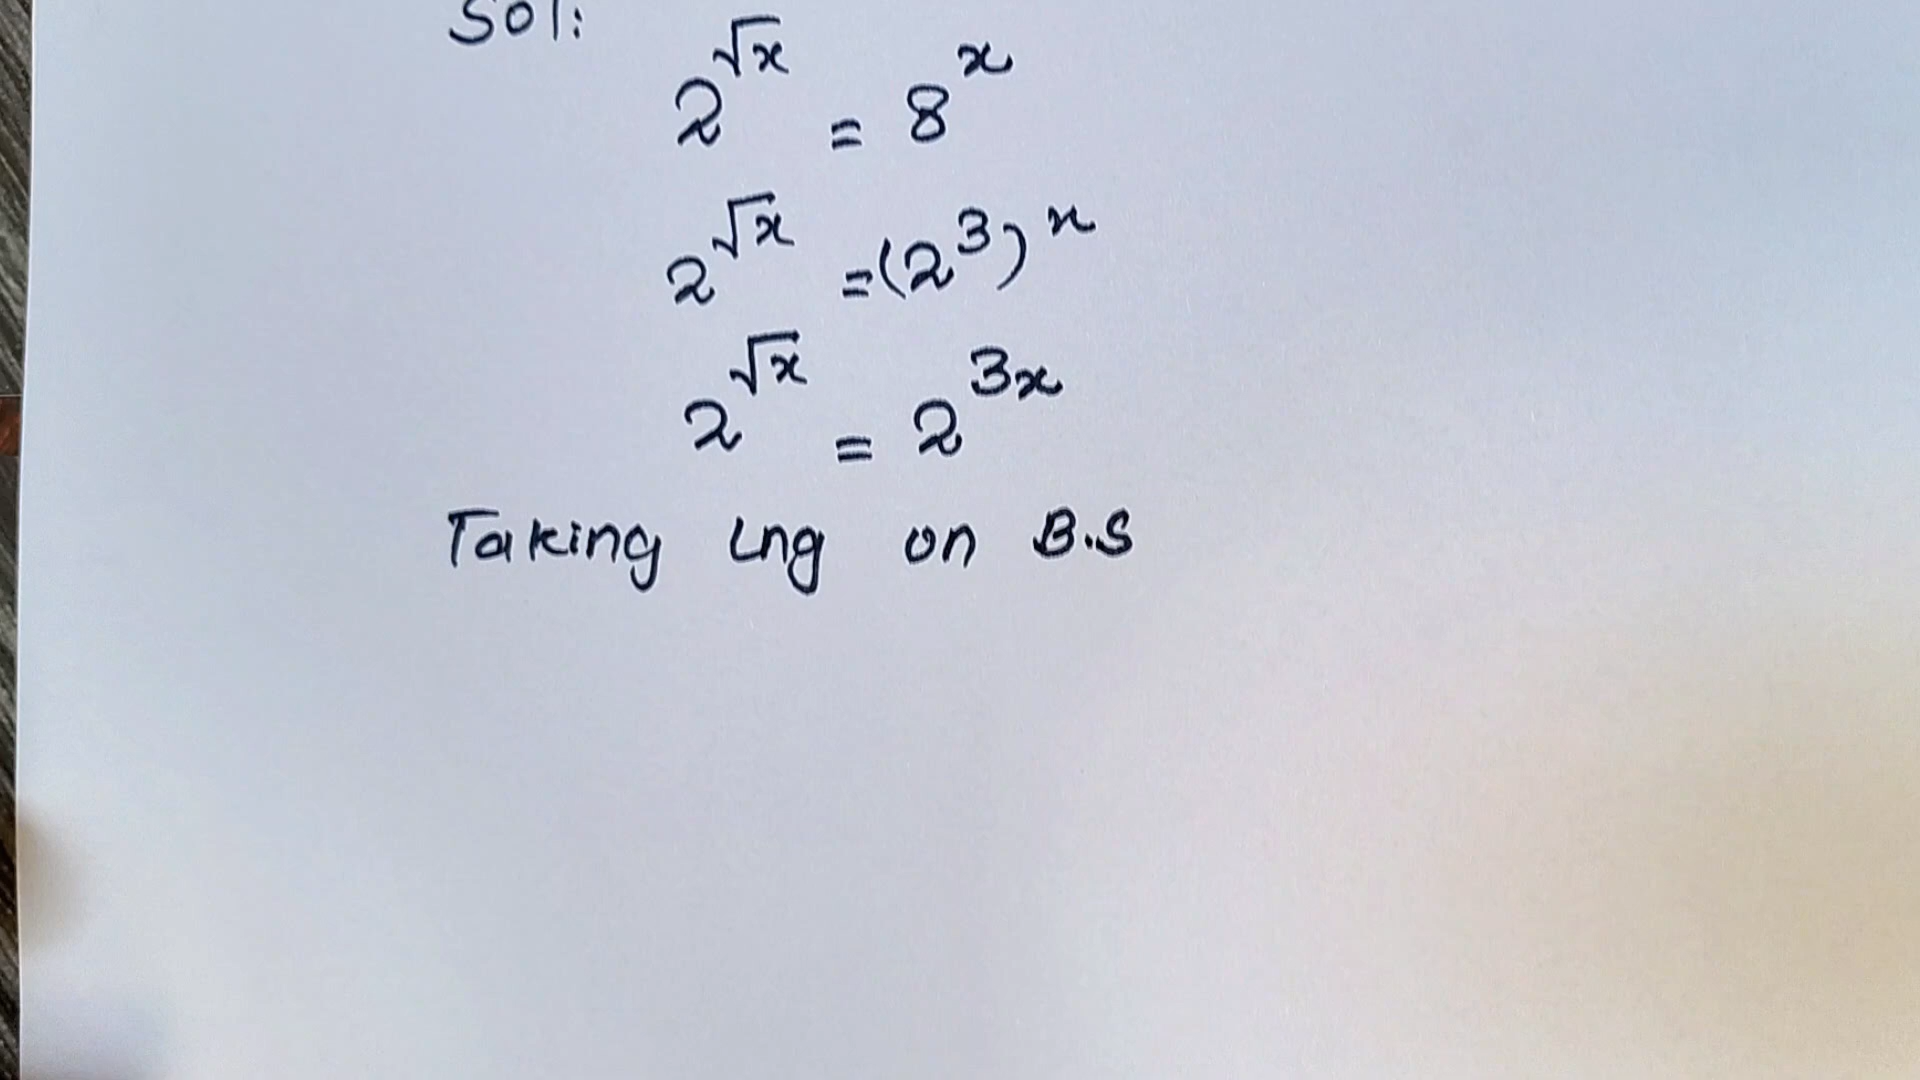 Sol:
2^√x = 8^x
2^√x = (2^3)^x
2^√x = 2^3x
Taking Lng on B.S